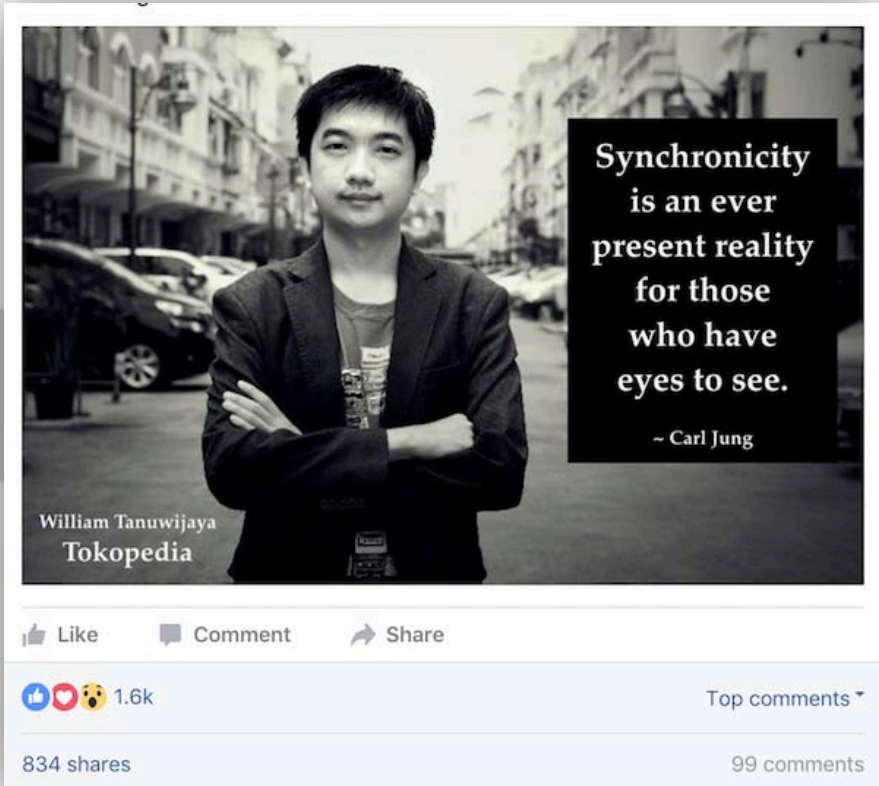 Synchronicity
is an ever
present reality
for those
who have
eyes to see.
~ Carl Jung
William Tanuwijaya
Tokopedia
Like Comment Share
1.6k Top comments
834 shares 99 comments